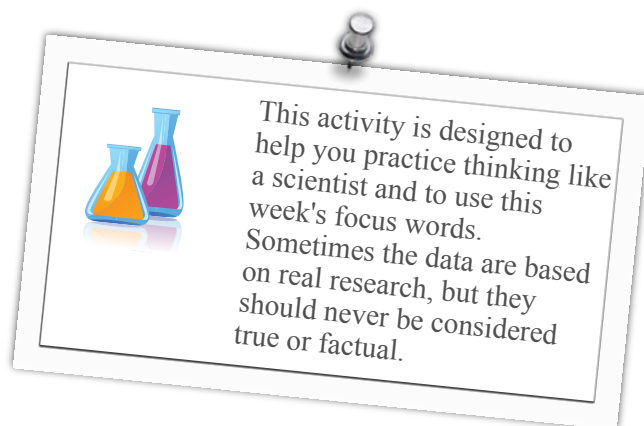 This activity is designed to
help you practice thinking like
a scientist and to use this
week's focus words.
Sometimes the data are based
on real research, but they
should never be considered
true or factual.